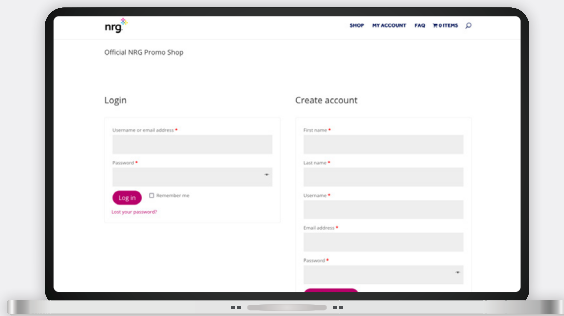 nrg
SHOP MY ACCOUNT FAQ 0 ITEMS
Official NRG Promo Shop
Login
Username or email address *
Password *
Log in
Remember me
Lost your password?
Create account
First name *
Last name *
Username *
Email address *
Password *